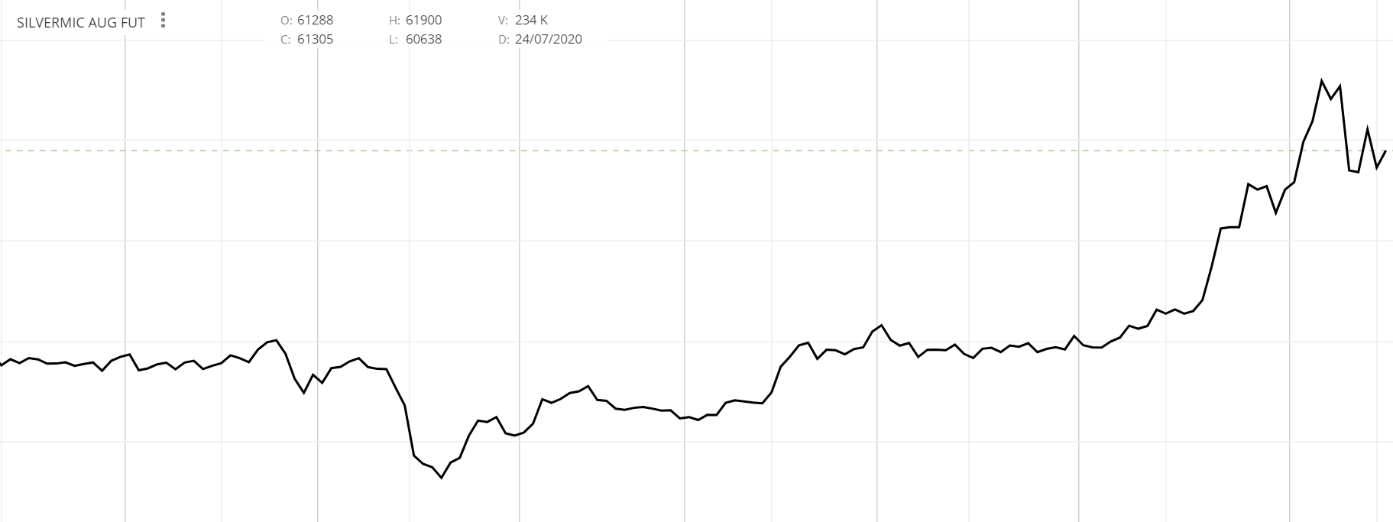 SILVERMIC AUG FUT O: 61288 H: 61900 V: 234 K
C: 61305 L: 60638 D: 24/07/2020